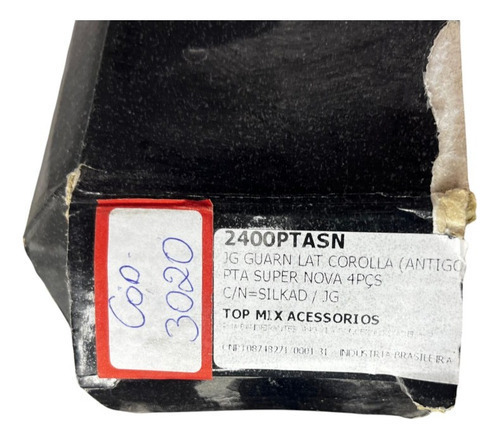 CÓD-
3020
2400PTASN
JG GUARN LAT COROLLA (ANTIGO
PTA SUPER NOVA 4PÇS
C/N=SILKAD / JG
TOP MIX ACESSORIOS
INDUSTRIA BRASILEIRA